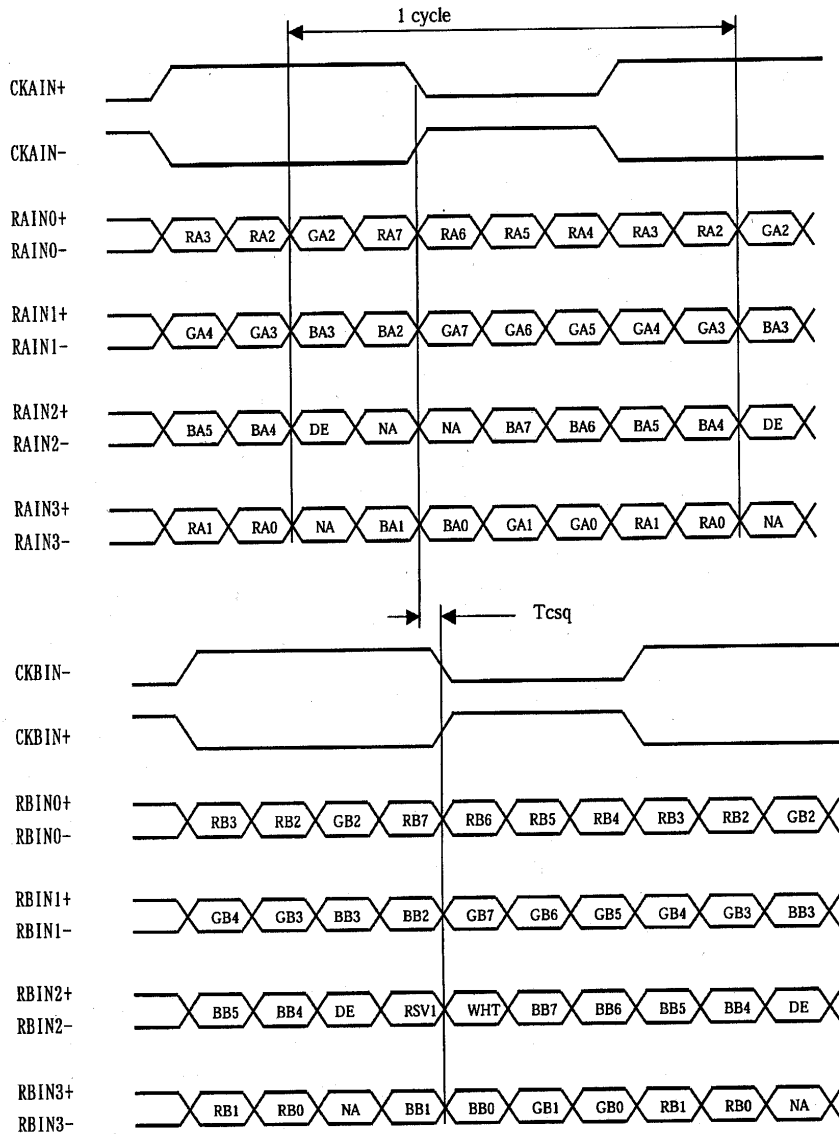 1 cycle
CKAIN+
CKAIN-
RAIN0+
RA3 RA2 GA2 RA7 RA6 RA5 RA4 RA3 RA2 GA2
RAIN0-
RAIN1+
GA4 GA3 BA3 BA2 GA7 GA6 GA5 GA4 GA3 BA3
RAIN1-
RAIN2+
BA5 BA4 DE NA NA BA7 BA6 BA5 BA4 DE
RAIN2-
RAIN3+
RA1 RA0 NA BA1 BA0 GA1 GA0 RA1 RA0 NA
RAIN3-
Tcsq
CKBIN-
CKBIN+
RBIN0+
RB3 RB2 GB2 RB7 RB6 RB5 RB4 RB3 RB2 GB2
RBIN0-
RBIN1+
GB4 GB3 BB3 BB2 GB7 GB6 GB5 GB4 GB3 BB3
RBIN1-
RBIN2+
BB5 BB4 DE RSV1 WHT BB7 BB6 BB5 BB4 DE
RBIN2-
RBIN3+
RB1 RB0 NA BB1 BB0 GB1 GB0 RB1 RB0 NA
RBIN3-